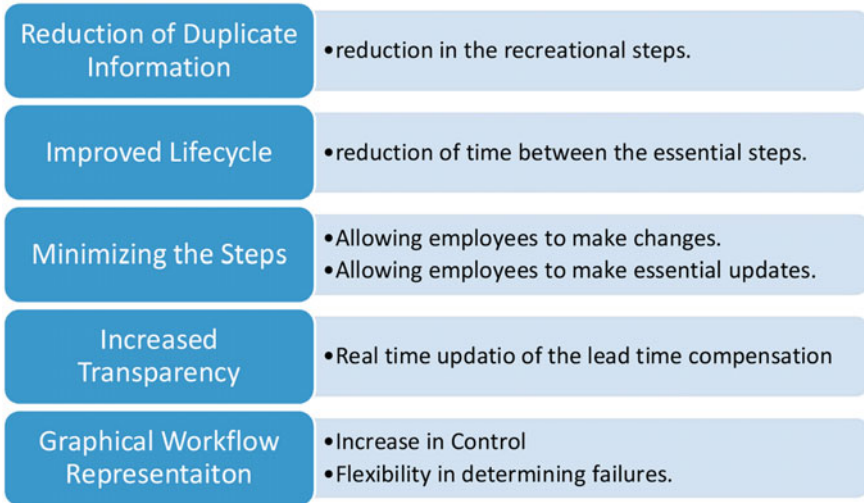 Reduction of Duplicate
Information
•reduction in the recreational steps.
Improved Lifecycle
•reduction of time between the essential steps.
Minimizing the Steps
•Allowing employees to make changes.
•Allowing employees to make essential updates.
Increased
Transparency
•Real time updatio of the lead time compensation
Graphical Workflow
Representaiton
•Increase in Control
•Flexibility in determining failures.